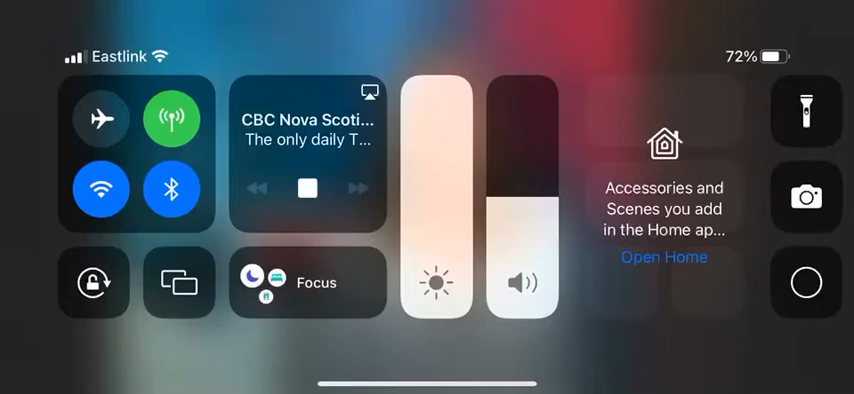 Eastlink
72%
CBC Nova Scoti...
The only daily T...
Focus
Accessories and
Scenes you add
in the Home ap...
Open Home